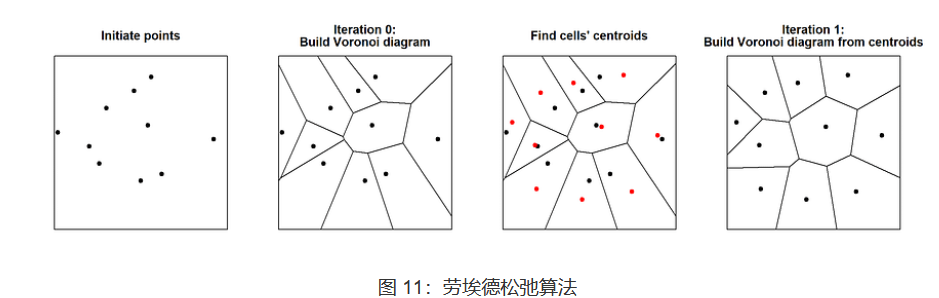 Initiate points
Iteration 0:
Build Voronoi diagram
Find cells' centroids
Iteration 1:
Build Voronoi diagram from centroids
图 11：劳埃德松弛算法